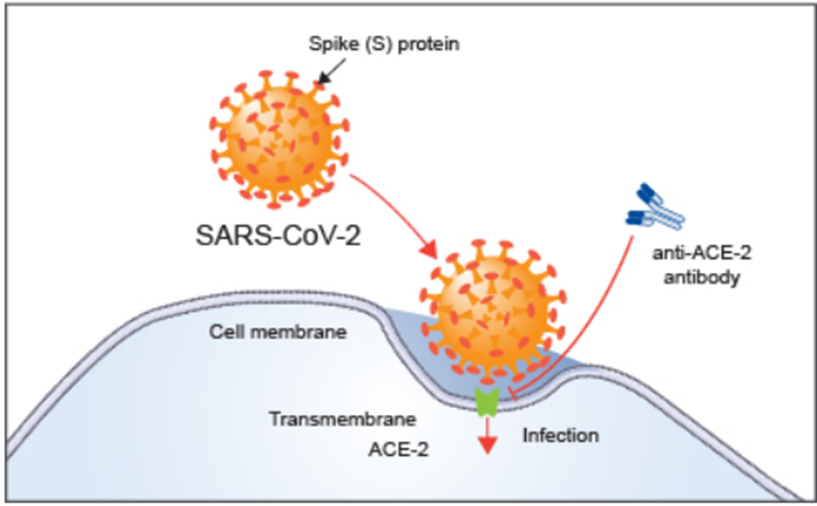 Spike (S) protein
SARS-CoV-2
anti-ACE-2
antibody
Cell membrane
Transmembrane
ACE-2
Infection